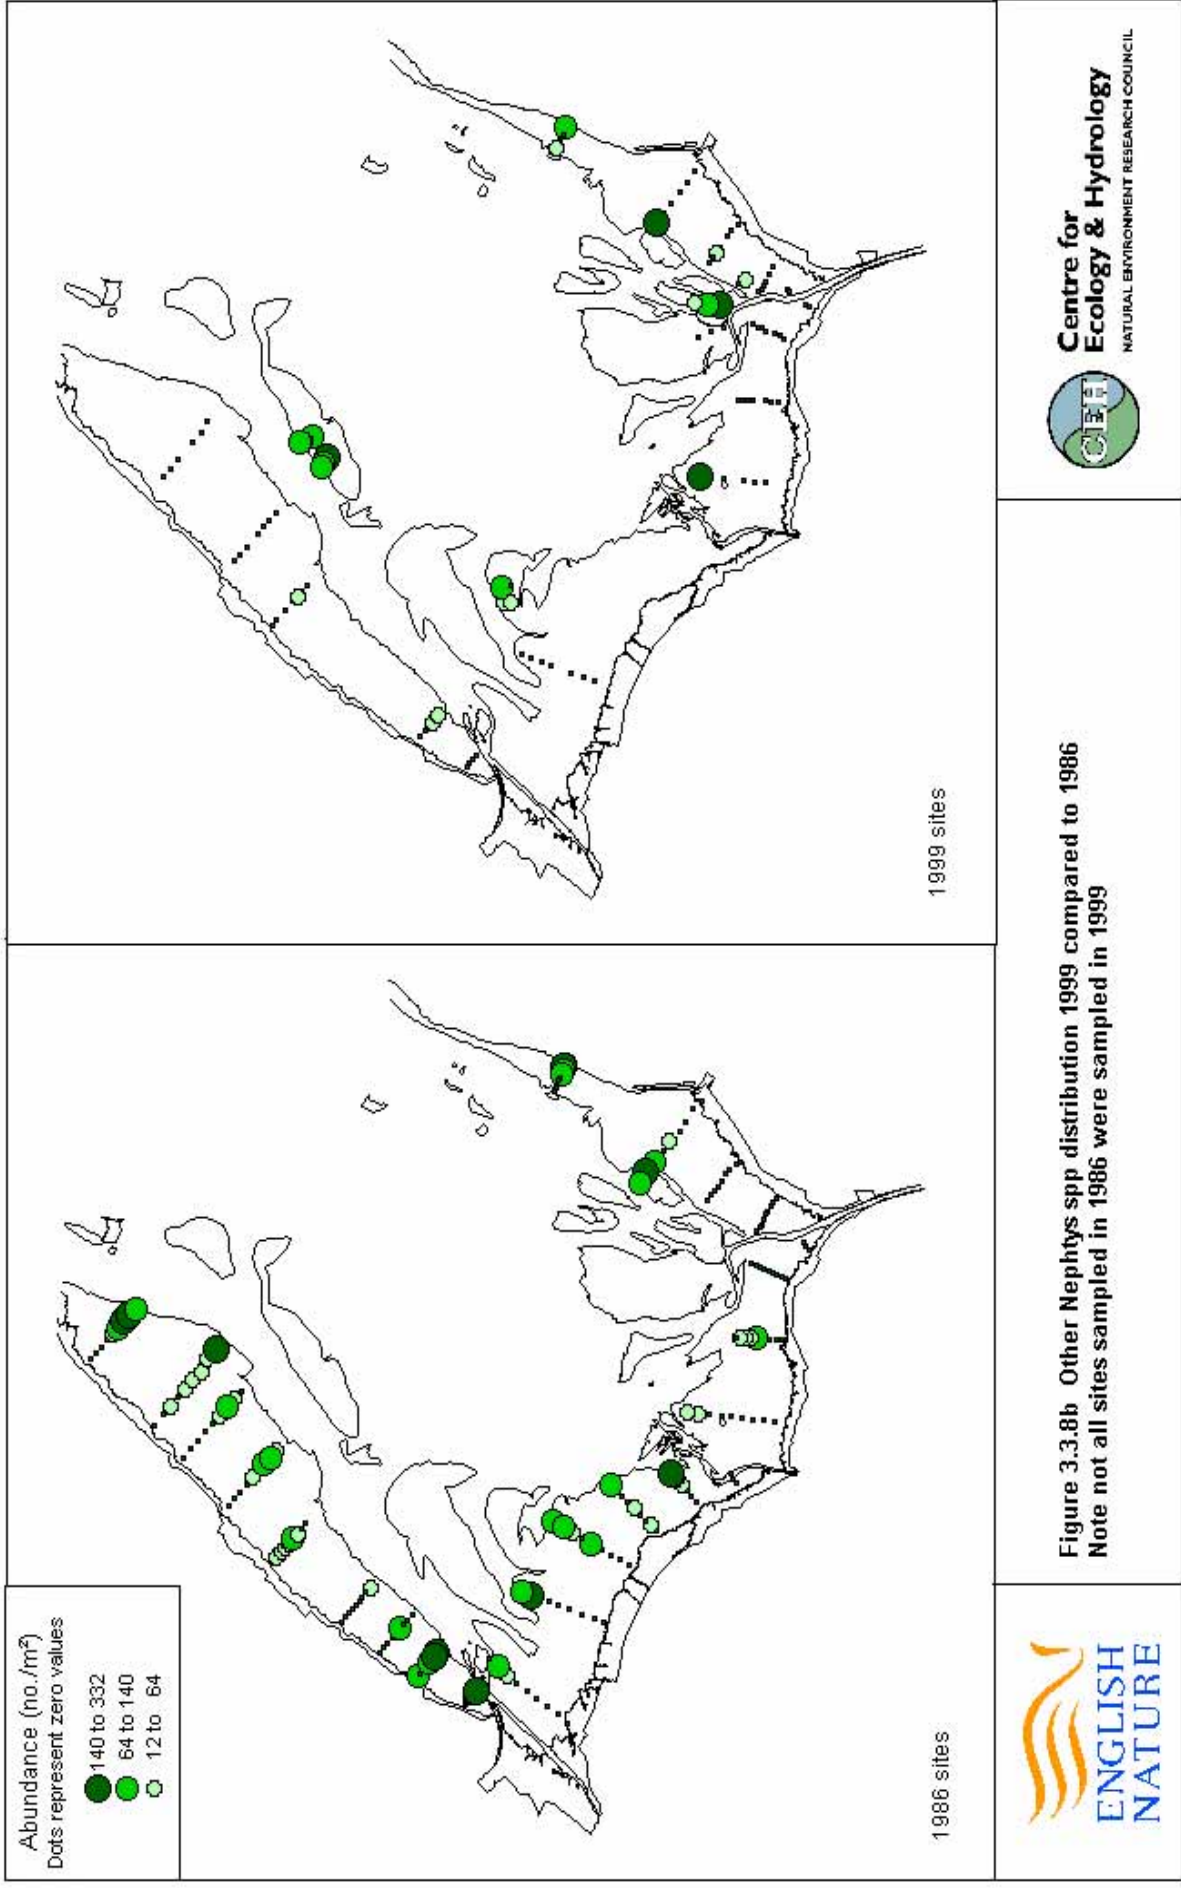 Abundance (no./m²)
Dots represent zero values
140 to 332
64 to 140
12 to 64
1986 sites
1999 sites
ENGLISH
NATURE
Figure 3.3.8b Other Nephtys spp distribution 1999 compared to 1986
Note not all sites sampled in 1986 were sampled in 1999
CEH
Centre for
Ecology & Hydrology
NATURAL ENVIRONMENT RESEARCH COUNCIL